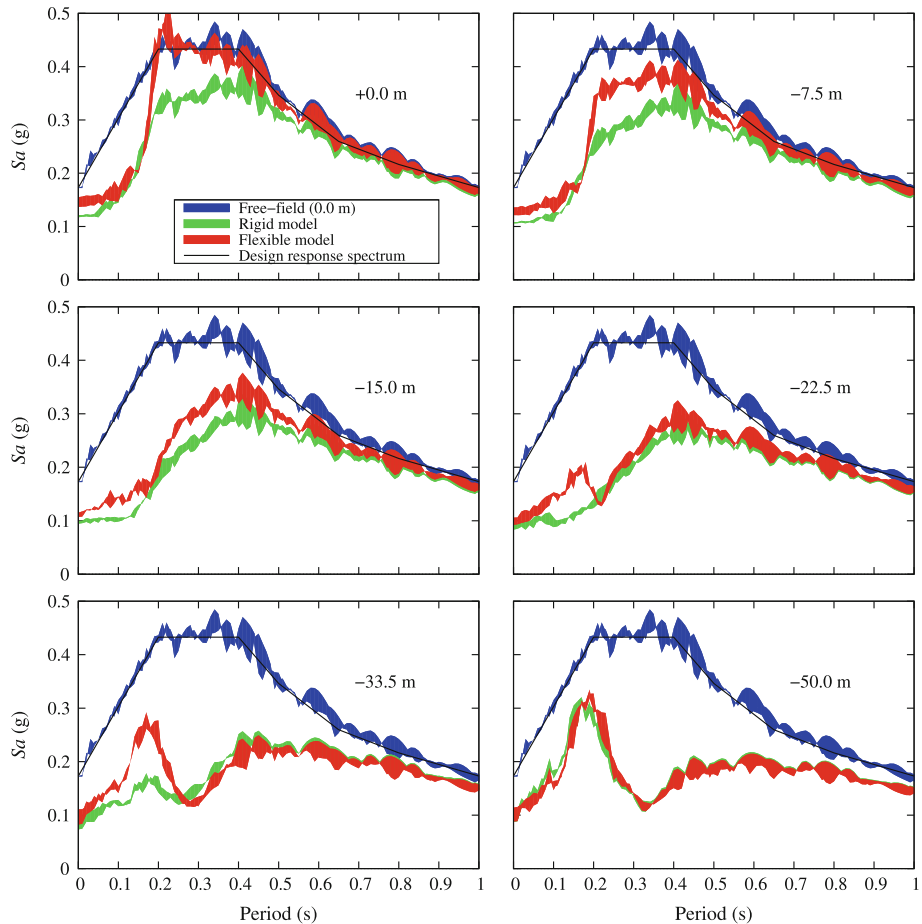 0.5
0.4
0.3
0.2
0.1
0
Sa (g)
+0.0 m
Free−field (0.0 m)
Rigid model
Flexible model
Design response spectrum
−7.5 m
0.5
0.4
0.3
0.2
0.1
0
Sa (g)
−15.0 m
−22.5 m
0.5
0.4
0.3
0.2
0.1
0
Sa (g)
−33.5 m
−50.0 m
0 0.1 0.2 0.3 0.4 0.5 0.6 0.7 0.8 0.9 1
0 0.1 0.2 0.3 0.4 0.5 0.6 0.7 0.8 0.9 1
Period (s)
Period (s)